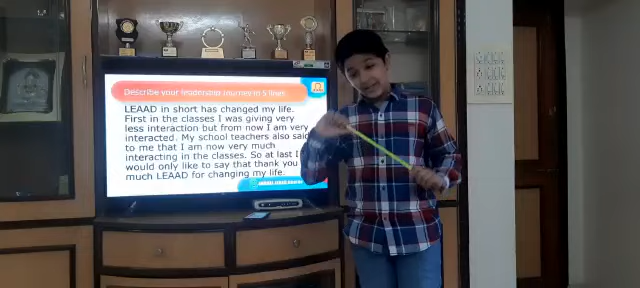 Describe your leadership journey in 5 lines.
LEAAD in short has changed my life.
First in the classes I was giving very
less interaction but from now I am very
interacted. My school teachers also said
to me that I am now very much
interacting in the classes. So at last I
would only like to say that thank you
much LEAAD for changing my life.